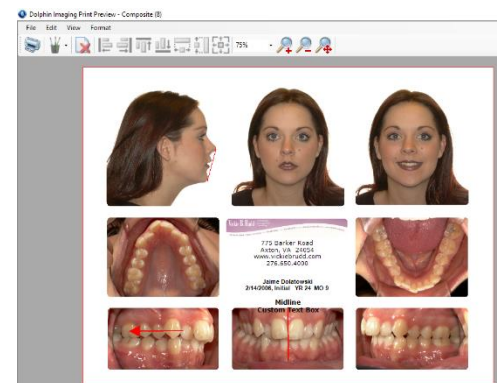 Dolphin Imaging Print Preview - Composite (8)
File Edit View Format
75%
775 Barker Road
Axton, VA 24054
www.vickiebrudd.com
276.650.4030
Jaime Dolatowski
2/14/2006, Initial YR 24 MO 9
Midline
Custom Text Box